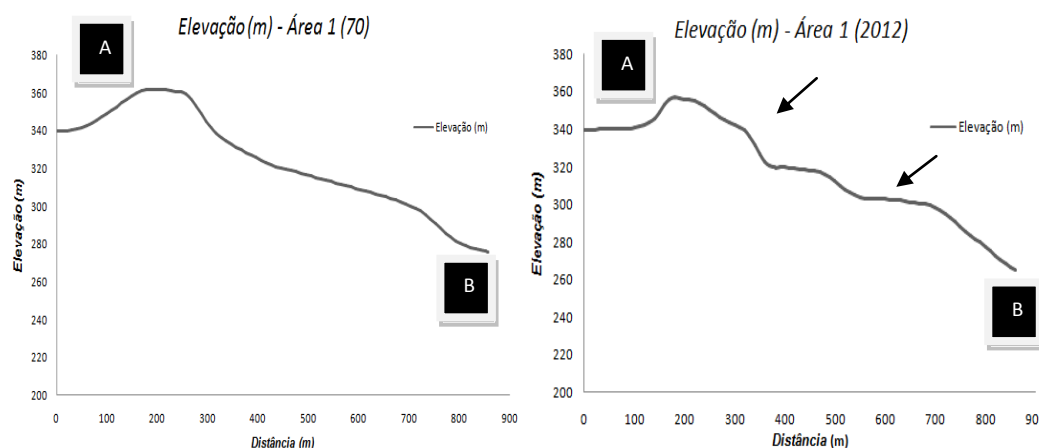 Elevação (m) - Área 1 (70)
A
380
360
340
320
300
280
260
240
220
200
Elevação (m)
Elevação (m)
B
0 100 200 300 400 500 600 700 800 900
Distância (m)
Elevação (m) - Área 1 (2012)
A
380
360
340
320
300
280
260
240
220
200
Elevação (m)
Elevação (m)
B
0 100 200 300 400 500 600 700 800 900
Distância (m)